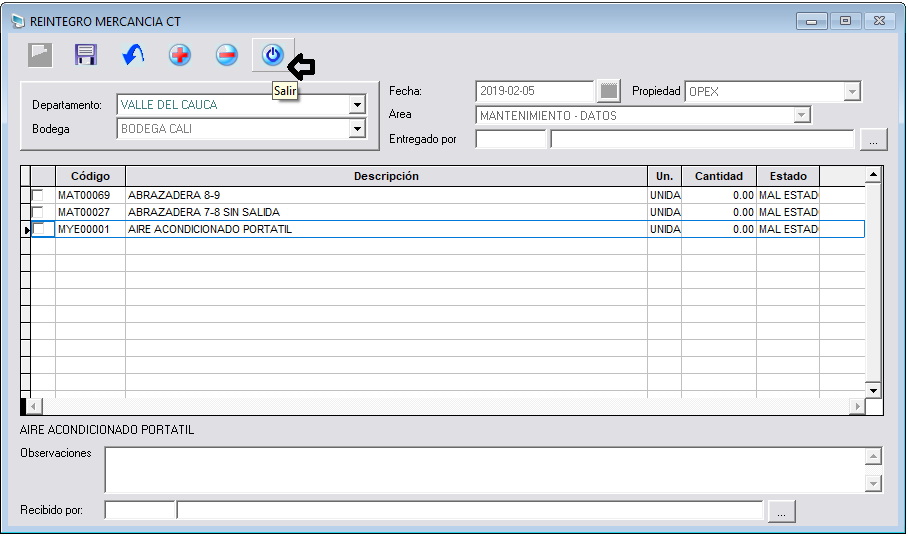 REINTEGRO MERCANCIA CT
Salir
Departamento: VALLE DEL CAUCA
Bodega BODEGA CALI
Fecha: 2019-02-05 Propiedad OPEX
Area MANTENIMIENTO - DATOS
Entregado por ...
Código Descripción Un. Cantidad Estado
MAT00069 ABRAZADERA 8-9 UNIDA 0.00 MAL ESTAD
MAT00027 ABRAZADERA 7-8 SIN SALIDA UNIDA 0.00 MAL ESTAD
MYE00001 AIRE ACONDICIONADO PORTATIL UNIDA 0.00 MAL ESTAD
AIRE ACONDICIONADO PORTATIL
Observaciones
Recibido por: ...